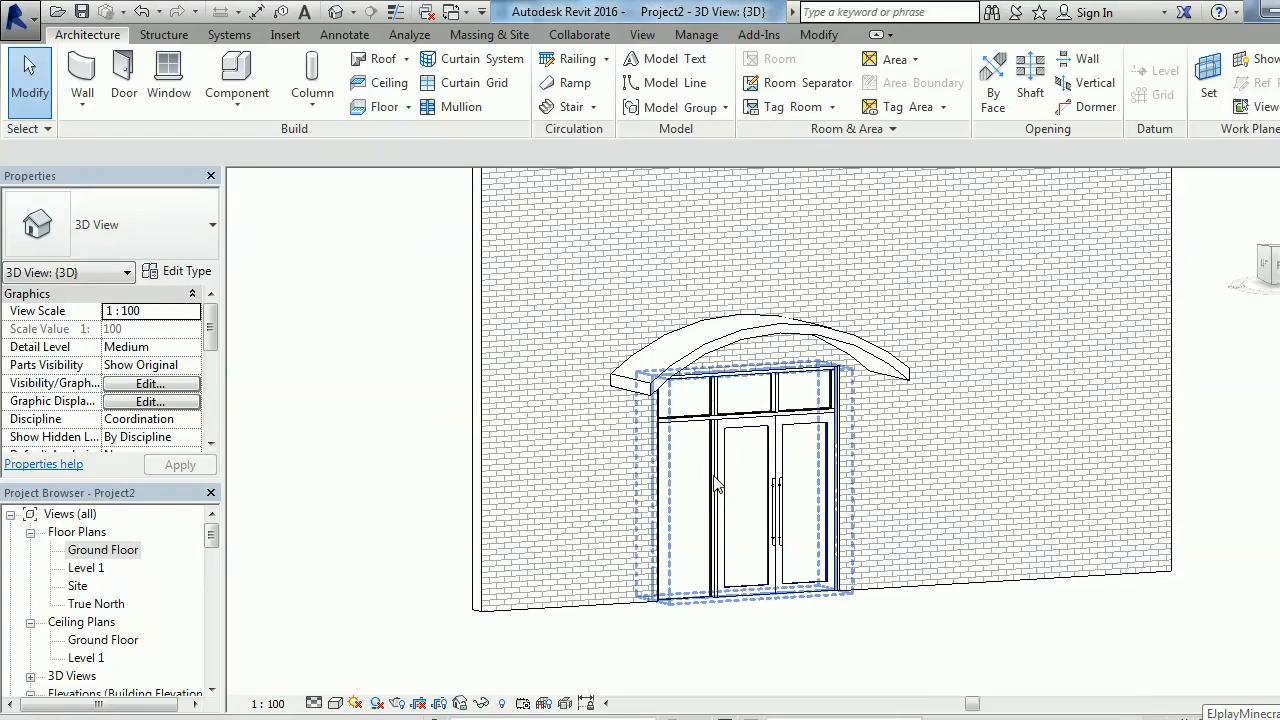 Autodesk Revit 2016 - Project2 - 3D View: {3D}
Type a keyword or phrase
Sign In
Architecture Structure Systems Insert Annotate Analyze Massing & Site Collaborate View Manage Add-Ins Modify
Modify
Wall
Door
Window
Component
Column
Roof
Ceiling
Floor
Curtain System
Curtain Grid
Mullion
Railing
Ramp
Stair
Model Text
Model Line
Model Group
Room
Room Separator
Tag Room
Area
Area Boundary
Tag Area
By
Face
Shaft
Wall
Vertical
Dormer
Level
Grid
Set
Show
Ref
View
Select Build Circulation Model Room & Area Opening Datum Work Plane
Properties
3D View
3D View: {3D} Edit Type
Graphics
View Scale 1 : 100
Scale Value 1: 100
Detail Level Medium
Parts Visibility Show Original
Visibility/Graph... Edit...
Graphic Displa... Edit...
Discipline Coordination
Show Hidden L... By Discipline
Properties help Apply
Project Browser - Project2
Views (all)
Floor Plans
Ground Floor
Level 1
Site
True North
Ceiling Plans
Ground Floor
Level 1
3D Views
Elevations (Building Elevation
1 : 100
EJplayMinecra